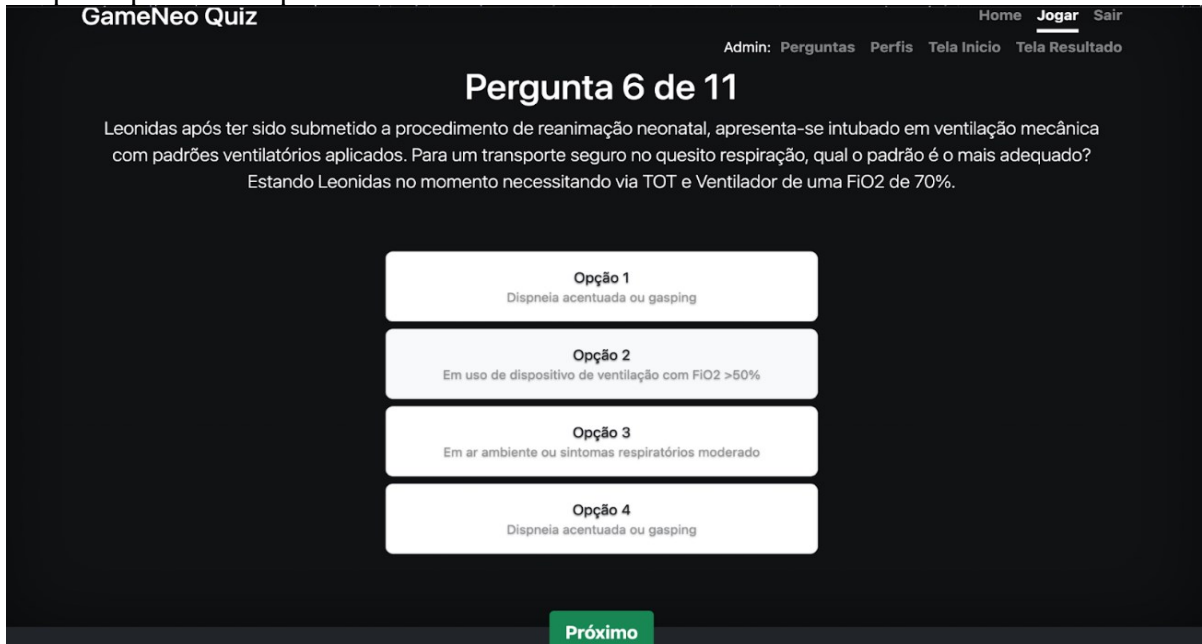 GameNeo Quiz
Home Jogar Sair
Admin: Perguntas Perfis Tela Inicio Tela Resultado
Pergunta 6 de 11
Leonidas após ter sido submetido a procedimento de reanimação neonatal, apresenta-se intubado em ventilação mecânica
com padrões ventilatórios aplicados. Para um transporte seguro no quesito respiração, qual o padrão é o mais adequado?
Estando Leonidas no momento necessitando via TOT e Ventilador de uma FiO2 de 70%.
Opção 1
Dispneia acentuada ou gasping
Opção 2
Em uso de dispositivo de ventilação com FiO2 >50%
Opção 3
Em ar ambiente ou sintomas respiratórios moderado
Opção 4
Dispneia acentuada ou gasping
Próximo